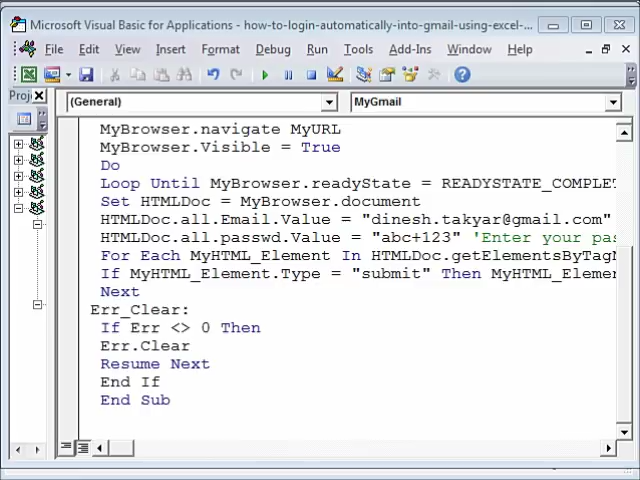 Microsoft Visual Basic for Applications - how-to-login-automatically-into-gmail-using-excel-...
File Edit View Insert Format Debug Run Tools Add-Ins Window Help
Proj
(General) MyGmail
MyBrowser.navigate MyURL
MyBrowser.Visible = True
Do
Loop Until MyBrowser.readyState = READYSTATE_COMPLET
Set HTMLDoc = MyBrowser.document
HTMLDoc.all.Email.Value = "dinesh.takyar@gmail.com"
HTMLDoc.all.passwd.Value = "abc+123" 'Enter your pas
For Each MyHTML_Element In HTMLDoc.getElementsByTagN
If MyHTML_Element.Type = "submit" Then MyHTML_Elemen
Next
Err_Clear:
If Err <> 0 Then
Err.Clear
Resume Next
End If
End Sub